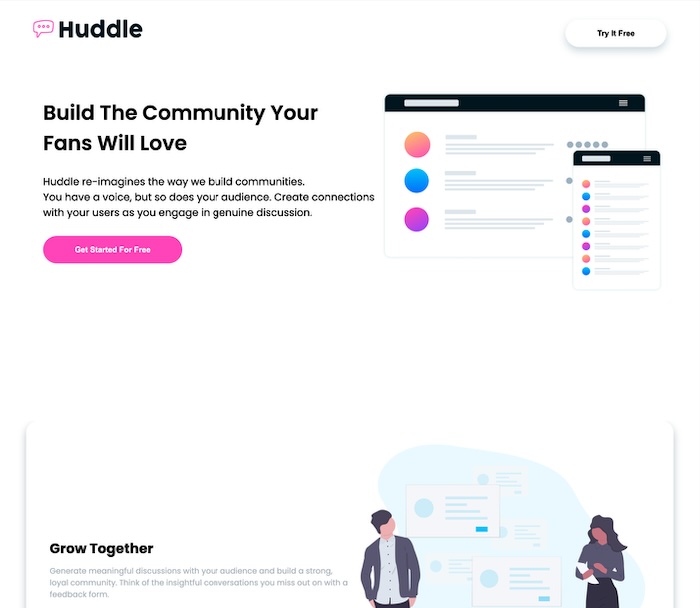 Huddle
Try It Free
Build The Community Your
Fans Will Love
Huddle re-imagines the way we build communities.
You have a voice, but so does your audience. Create connections
with your users as you engage in genuine discussion.
Get Started For Free
Grow Together
Generate meaningful discussions with your audience and build a strong,
loyal community. Think of the insightful conversations you miss out on with a
feedback form.